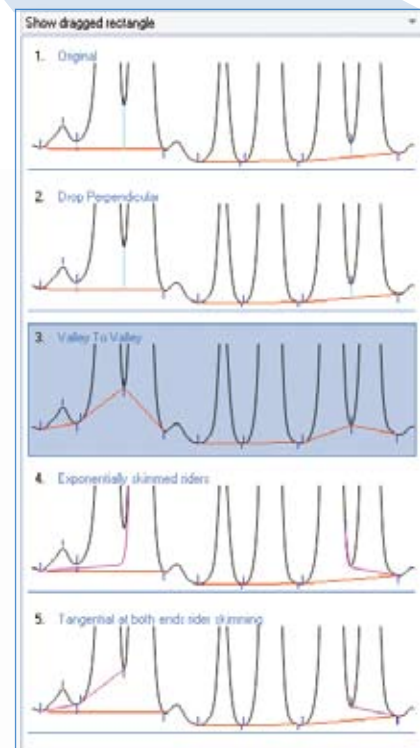 Show dragged rectangle
1. Original
2. Drop Perpendicular
3. Valley To Valley
4. Exponentially skimmed riders
5. Tangential at both ends rider skimming